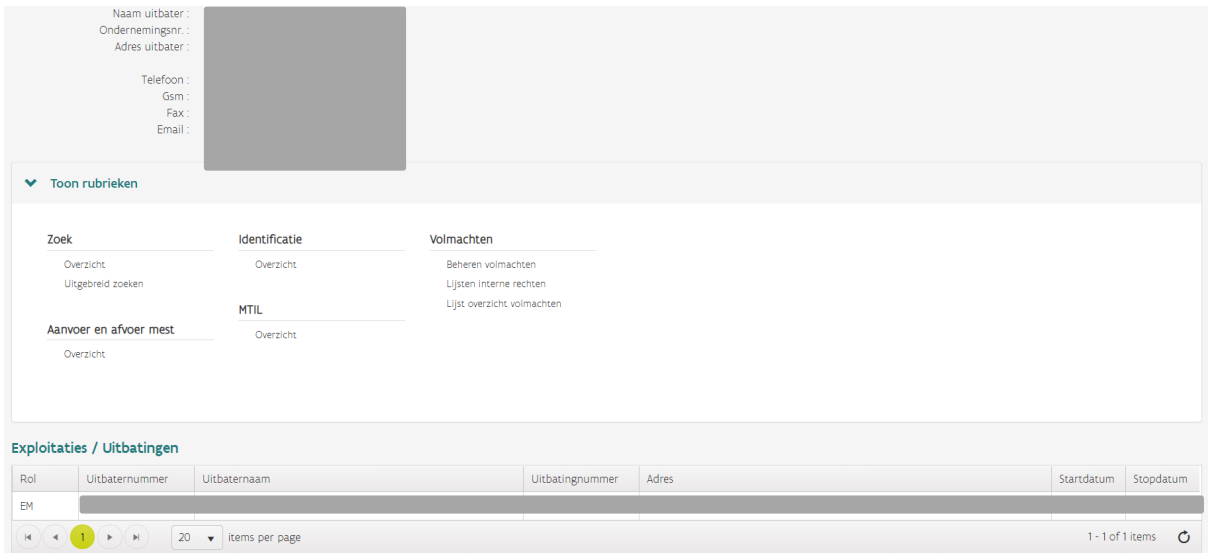 Naam uitbater :
Ondernemingsnr. :
Adres uitbater :
Telefoon :
Gsm :
Fax :
Email :
Toon rubrieken
Zoek
Overzicht
Uitgebreid zoeken
Aanvoer en afvoer mest
Overzicht
Identificatie
Overzicht
MTIL
Overzicht
Volmachten
Beheren volmachten
Lijsten interne rechten
Lijst overzicht volmachten
Exploitaties / Uitbatingen
Rol Uitbaternummer Uitbaternaam Uitbatingnummer Adres Startdatum Stopdatum
EM
1 20 items per page 1 - 1 of 1 items